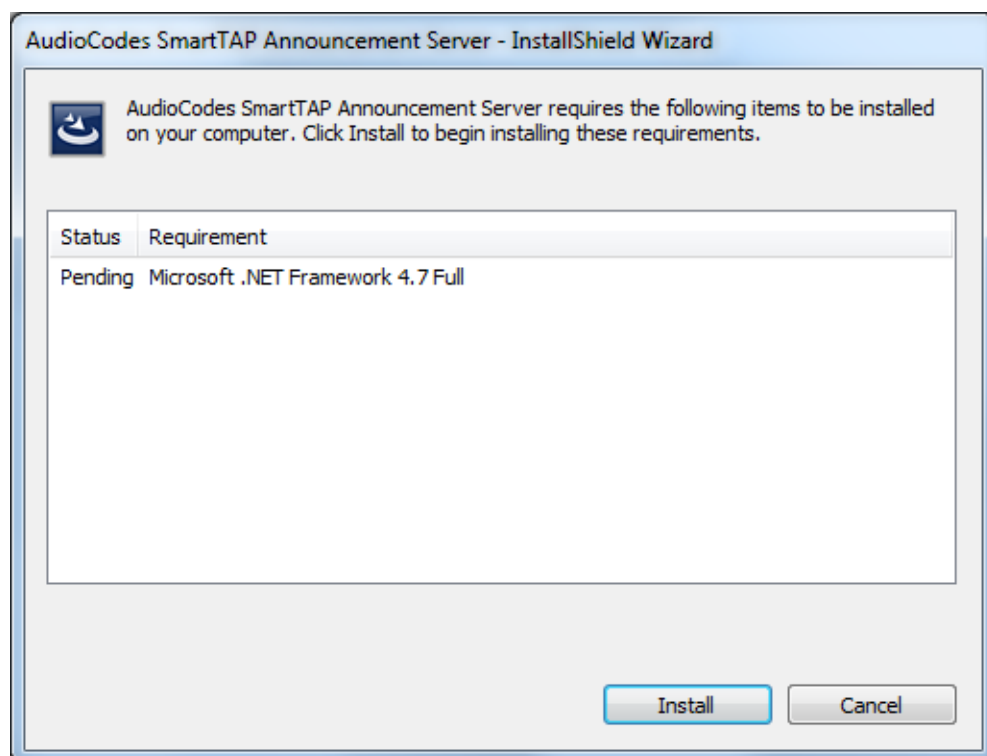 AudioCodes SmartTAP Announcement Server - InstallShield Wizard
AudioCodes SmartTAP Announcement Server requires the following items to be installed
on your computer. Click Install to begin installing these requirements.
Status Requirement
Pending Microsoft .NET Framework 4.7 Full
Install Cancel